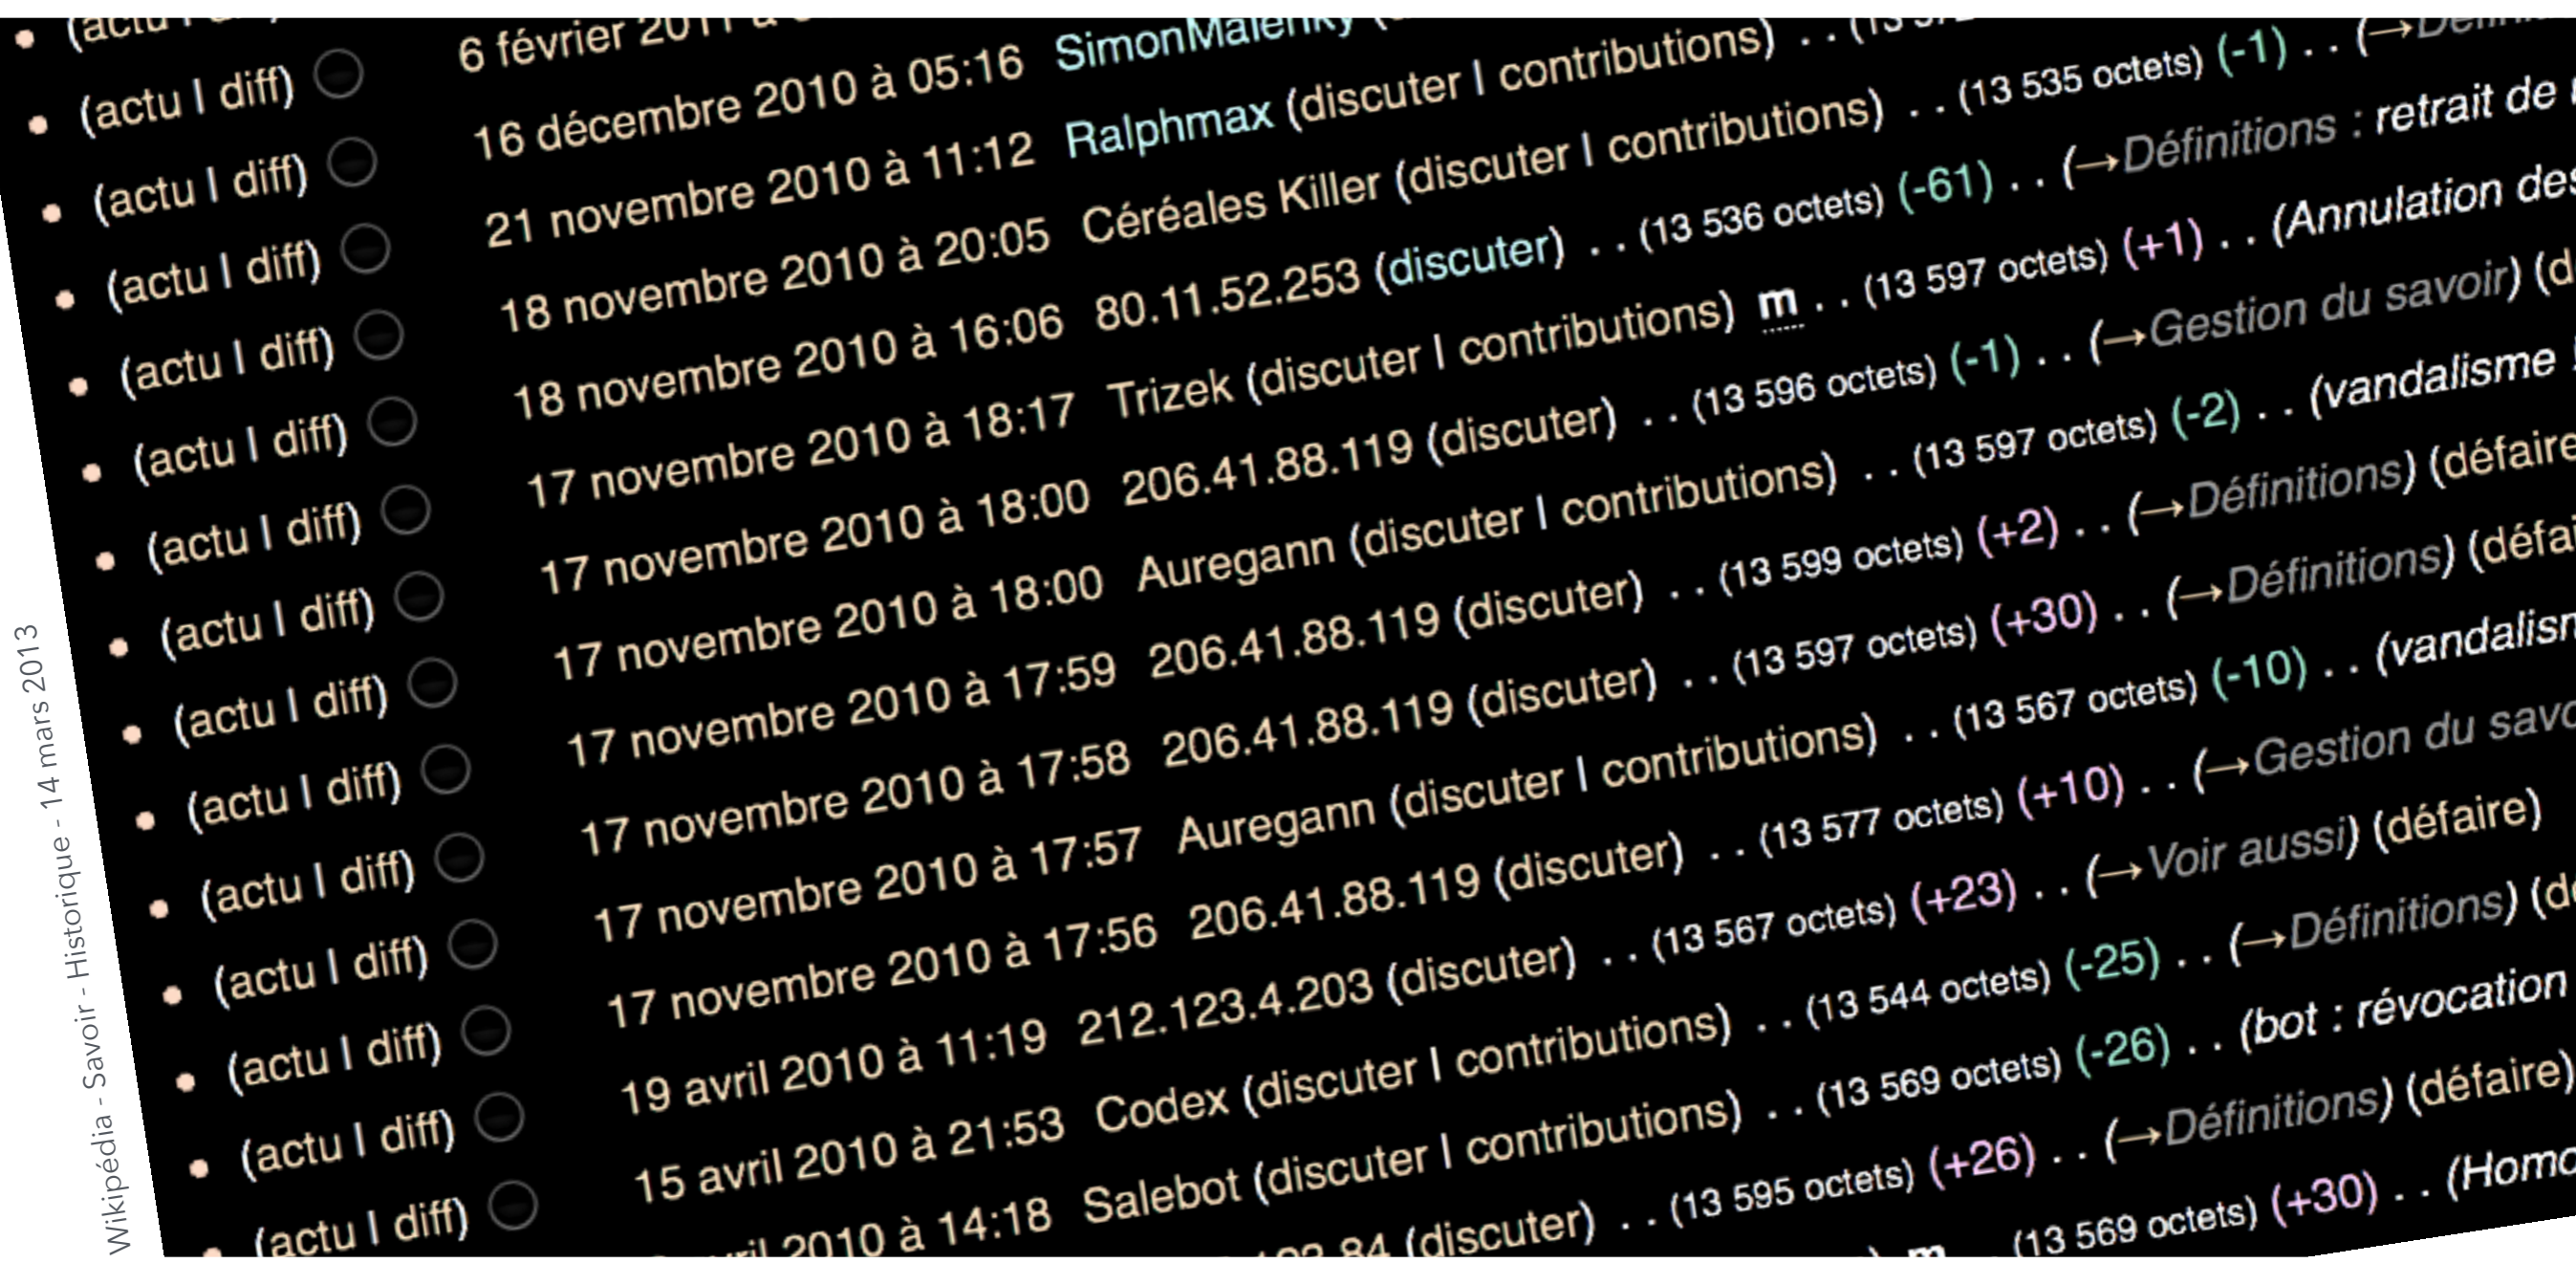 (actu | diff) 6 février 2011 à
(actu | diff) 16 décembre 2010 à 05:16 SimonMalenky
(actu | diff) 21 novembre 2010 à 11:12 Ralphmax (discuter | contributions) . .
(actu | diff) 18 novembre 2010 à 20:05 Céréales Killer (discuter | contributions) . . (13 535 octets) (-1) . . (→
(actu | diff) 18 novembre 2010 à 16:06 80.11.52.253 (discuter) . . (13 536 octets) (-61) . . (→Définitions : retrait de
(actu | diff) 17 novembre 2010 à 18:17 Trizek (discuter | contributions) m . . (13 597 octets) (+1) . . (Annulation des
(actu | diff) 17 novembre 2010 à 18:00 206.41.88.119 (discuter) . . (13 596 octets) (-1) . . (→Gestion du savoir)
(actu | diff) 17 novembre 2010 à 18:00 Auregann (discuter | contributions) . . (13 597 octets) (-2) . . (vandalisme
(actu | diff) 17 novembre 2010 à 17:59 206.41.88.119 (discuter) . . (13 599 octets) (+2) . . (→Définitions) (défaire
(actu | diff) 17 novembre 2010 à 17:58 206.41.88.119 (discuter) . . (13 597 octets) (+30) . . (→Définitions) (défai
(actu | diff) 17 novembre 2010 à 17:57 Auregann (discuter | contributions) . . (13 567 octets) (-10) . . (vandalism
(actu | diff) 17 novembre 2010 à 17:56 206.41.88.119 (discuter) . . (13 577 octets) (+10) . . (→Gestion du savo
(actu | diff) 19 avril 2010 à 11:19 212.123.4.203 (discuter) . . (13 567 octets) (+23) . . (→Voir aussi) (défaire)
(actu | diff) 15 avril 2010 à 21:53 Codex (discuter | contributions) . . (13 544 octets) (-25) . . (→Définitions) (d
2010 à 14:18 Salebot (discuter | contributions) . . (13 569 octets) (-26) . . (bot : révocation
84 (discuter) . . (13 595 octets) (+26) . . (→Définitions) (défaire)
m (13 569 octets) (+30) . . (Homo
Wikipédia - Savoir - Historique - 14 mars 2013